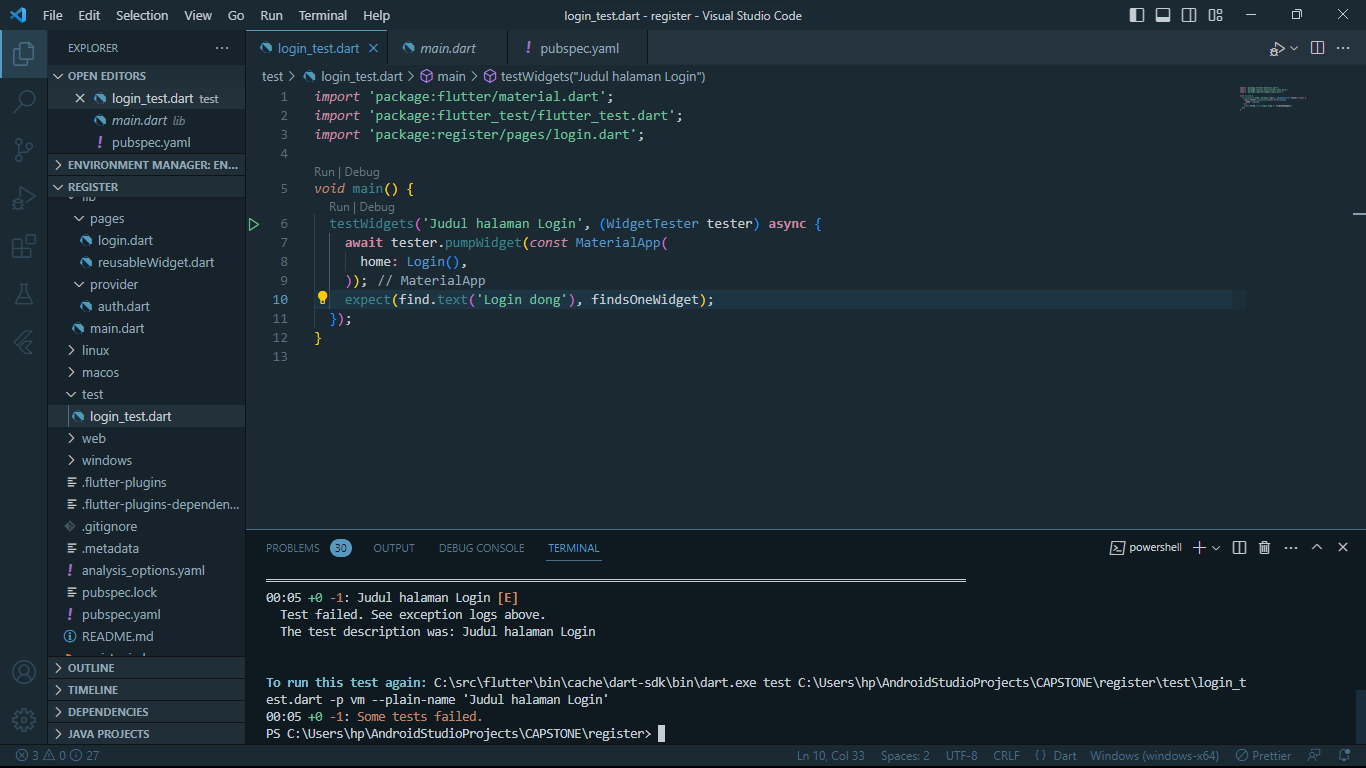 File Edit Selection View Go Run Terminal Help login_test.dart - register - Visual Studio Code
EXPLORER
OPEN EDITORS
login_test.dart test
main.dart lib
pubspec.yaml
ENVIRONMENT MANAGER: EN...
REGISTER
lib
pages
login.dart
reusableWidget.dart
provider
auth.dart
main.dart
linux
macos
test
login_test.dart
web
windows
.flutter-plugins
.flutter-plugins-dependen...
.gitignore
.metadata
analysis_options.yaml
pubspec.lock
pubspec.yaml
README.md
OUTLINE
TIMELINE
DEPENDENCIES
JAVA PROJECTS
login_test.dart main.dart pubspec.yaml
test > login_test.dart > main > testWidgets("Judul halaman Login")
1 import 'package:flutter/material.dart';
2 import 'package:flutter_test/flutter_test.dart';
3 import 'package:register/pages/login.dart';
4
Run | Debug
5 void main() {
Run | Debug
6 testWidgets('Judul halaman Login', (WidgetTester tester) async {
7 await tester.pumpWidget(const MaterialApp(
8 home: Login(),
9 )); // MaterialApp
10 expect(find.text('Login dong'), findsOneWidget);
11 });
12 }
13
PROBLEMS 30 OUTPUT DEBUG CONSOLE TERMINAL powershell
00:05 +0 -1: Judul halaman Login [E]
Test failed. See exception logs above.
The test description was: Judul halaman Login
To run this test again: C:\src\flutter\bin\cache\dart-sdk\bin\dart.exe test C:\Users\hp\AndroidStudioProjects\CAPSTONE\register\test\login_t
est.dart -p vm --plain-name 'Judul halaman Login'
00:05 +0 -1: Some tests failed.
PS C:\Users\hp\AndroidStudioProjects\CAPSTONE\register>
3 0 27 Ln 10, Col 33 Spaces: 2 UTF-8 CRLF {} Dart Windows (windows-x64) Prettier